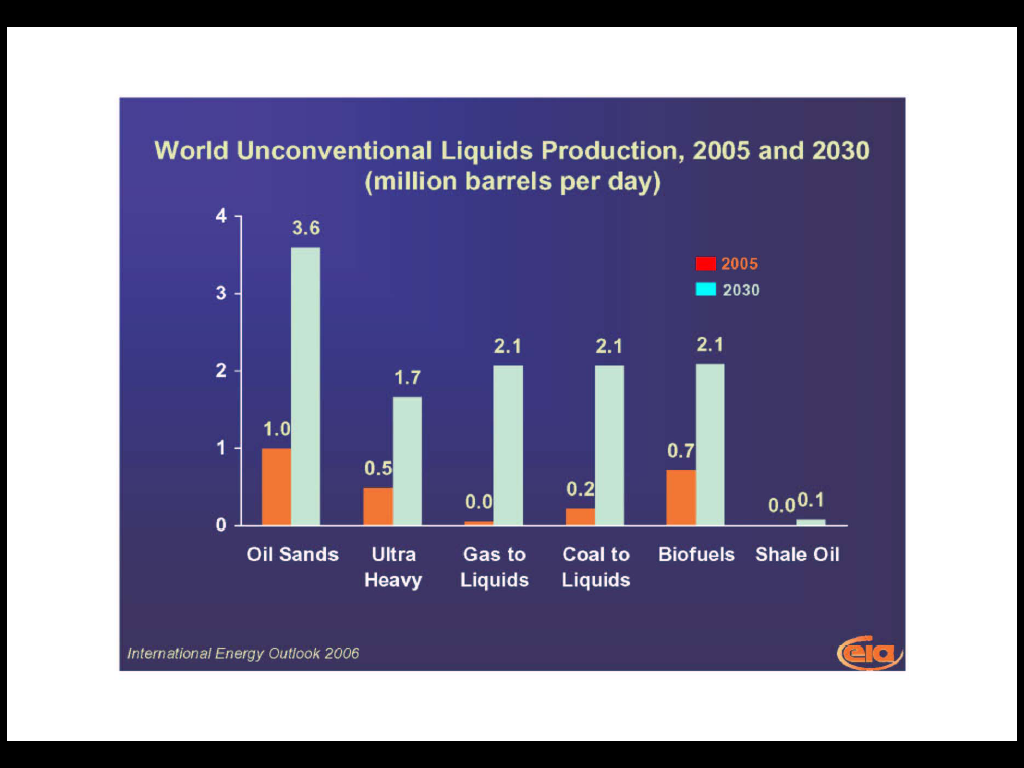 World Unconventional Liquids Production, 2005 and 2030
(million barrels per day)
4
3
2
1
0
3.6
1.0
1.7
0.5
2.1
0.0
2.1
0.2
2.1
0.7
0.0
0.1
2005
2030
Oil Sands
Ultra
Heavy
Gas to
Liquids
Coal to
Liquids
Biofuels
Shale Oil
International Energy Outlook 2006
eia